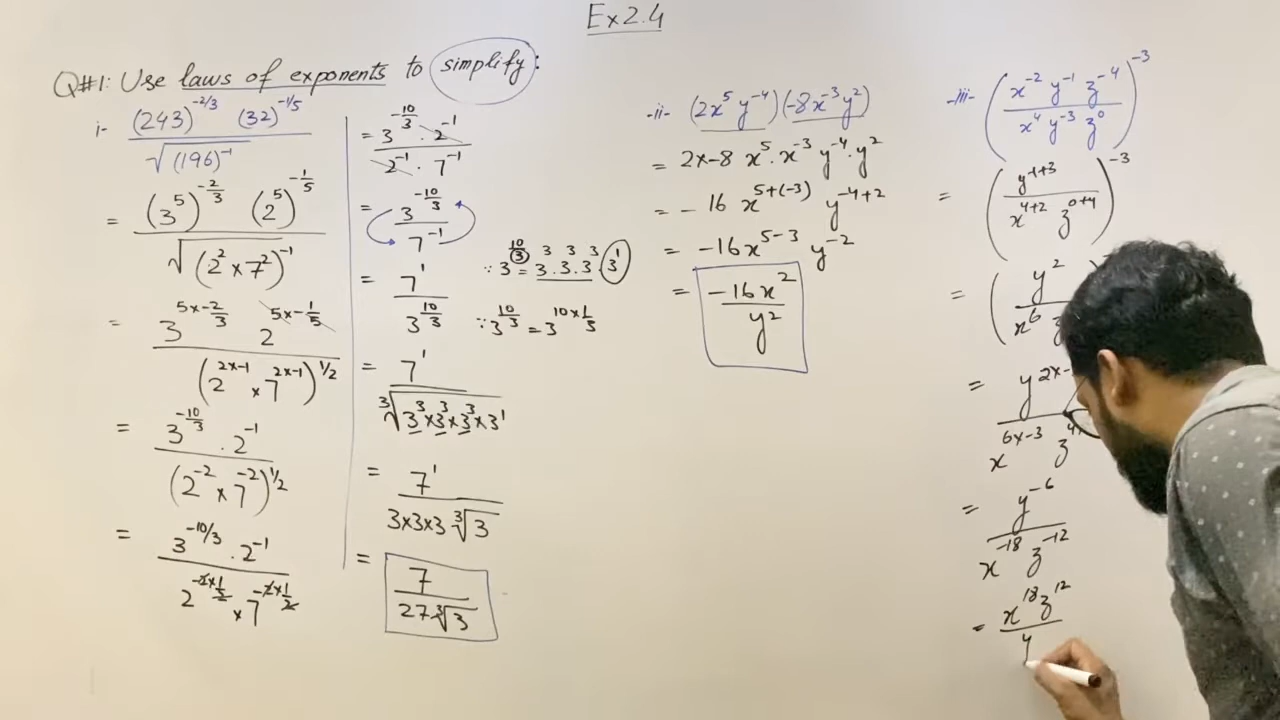 Ex 2.4
Q#1: Use laws of exponents to simplify:
i- (243)^{-2/3} (32)^{-1/5} / √(196)^{-1}
= (3^5)^{-2/3} (2^5)^{-1/5} / √(2^2 × 7^2)^{-1}
= 3^{5×-2/3} 2^{5×-1/5} / (2^{2×-1} × 7^{2×-1})^{1/2}
= 3^{-10/3} . 2^{-1} / (2^{-2} × 7^{-2})^{1/2}
= 3^{-10/3} . 2^{-1} / 2^{-2×1/2} × 7^{-2×1/2}
= 3^{-10/3} . 2^{-1} / 2^{-1} . 7^{-1}
= 3^{-10/3} / 7^{-1}
= 7^1 / 3^{10/3}
∵ 3^{10/3} = 3^3 . 3^3 . 3^3 . 3^1
∵ 3^{10/3} = 3^{10×1/3}
= 7^1 / ∛(3^3 × 3^3 × 3^3 × 3^1)
= 7^1 / 3×3×3 ∛3
= 7 / 27∛3
-ii- (2x^5 y^{-4})(-8x^{-3} y^2)
= 2×-8 x^5 . x^{-3} y^{-4} . y^2
= -16 x^{5+(-3)} y^{-4+2}
= -16x^{5-3} y^{-2}
= -16x^2 / y^2
-iii- (x^{-2} y^{-1} z^{-4} / x^4 y^{-3} z^0)^{-3}
= (y^{-1+3} / x^{4+2} z^{0+4})^{-3}
= (y^2 / x^6
= y^{2×- / x^{6×-3} z^{4×
= y^{-6} / x^{-18} z^{-12}
= x^{18} z^{12} / y